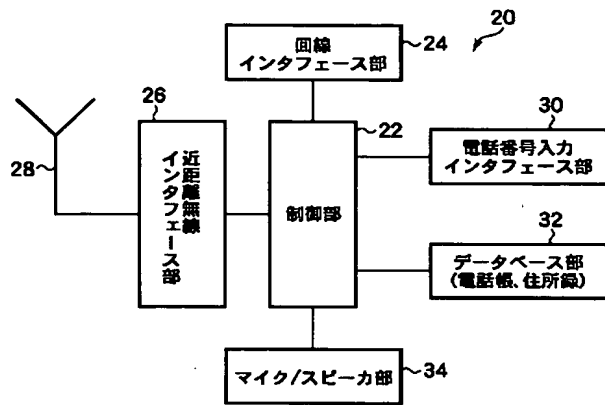 20
回線
インタフェース部
24
26
近距離無線
インタフェース部
28
22
制御部
30
電話番号入力
インタフェース部
32
データベース部
(電話帳、住所録)
マイク/スピーカ部
34